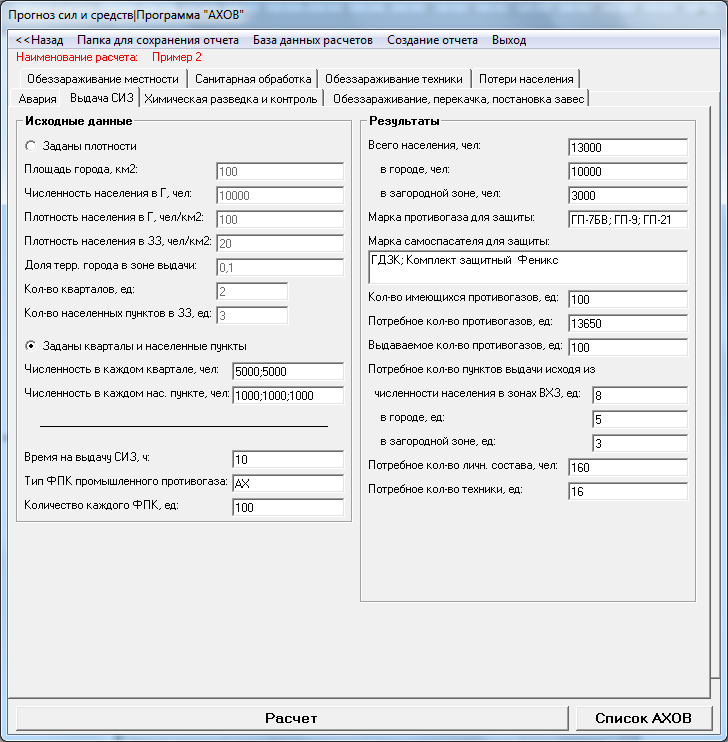 Прогноз сил и средств|Программа "АХОВ"
<<Назад Папка для сохранения отчета База данных расчетов Создание отчета Выход
Наименование расчета: Пример 2
Обеззараживание местности Санитарная обработка Обеззараживание техники Потери населения
Авария Выдача СИЗ Химическая разведка и контроль Обеззараживание, перекачка, постановка завес
Исходные данные
Заданы плотности
Площадь города, км2: 100
Численность населения в Г, чел: 10000
Плотность населения в Г, чел/км2: 100
Плотность населения в ЗЗ, чел/км2: 20
Доля терр. города в зоне выдачи: 0,1
Кол-во кварталов, ед: 2
Кол-во населенных пунктов в ЗЗ, ед: 3
Заданы кварталы и населенные пункты
Численность в каждом квартале, чел: 5000;5000
Численность в каждом нас. пункте, чел: 1000;1000;1000
Время на выдачу СИЗ, ч: 10
Тип ФПК промышленного противогаза: АХ
Количество каждого ФПК, ед: 100
Результаты
Всего населения, чел: 13000
в городе, чел: 10000
в загородной зоне, чел: 3000
Марка противогаза для защиты: ГП-7БВ; ГП-9; ГП-21
Марка самоспасателя для защиты:
ГДЗК; Комплект защитный Феникс
Кол-во имеющихся противогазов, ед: 100
Потребное кол-во противогазов, ед: 13650
Выдаваемое кол-во противогазов, ед: 100
Потребное кол-во пунктов выдачи исходя из
численности населения в зонах ВХЗ, ед: 8
в городе, ед: 5
в загородной зоне, ед: 3
Потребное кол-во личн. состава, чел: 160
Потребное кол-во техники, ед: 16
Расчет
Список АХОВ